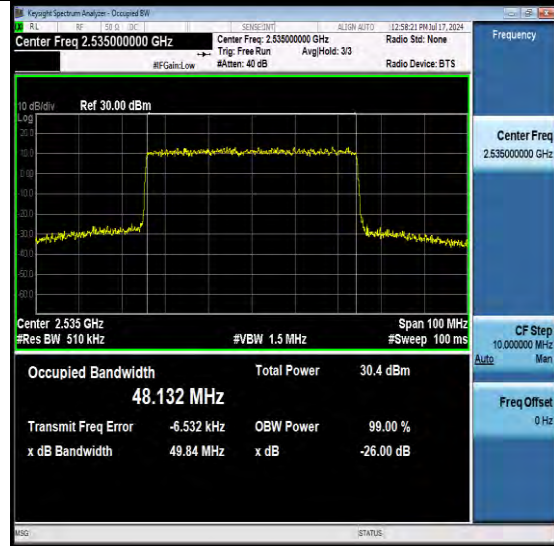 Keysight Spectrum Analyzer - Occupied BW
RL RF 50 Ω DC SENSE:INT ALIGN AUTO 12:58:21 PM Jul 17, 2024
Center Freq 2.535000000 GHz
Center Freq: 2.535000000 GHz
Radio Std: None
Trig: Free Run Avg|Hold: 3/3
#IFGain:Low #Atten: 40 dB Radio Device: BTS
10 dB/div Ref 30.00 dBm
Log
20.0
10.0
0.00
-10.0
-20.0
-30.0
-40.0
-50.0
-60.0
Center 2.535 GHz Span 100 MHz
#Res BW 510 kHz #VBW 1.5 MHz #Sweep 100 ms
Occupied Bandwidth Total Power 30.4 dBm
48.132 MHz
Transmit Freq Error -6.532 kHz OBW Power 99.00 %
x dB Bandwidth 49.84 MHz x dB -26.00 dB
MSG STATUS
Frequency
Center Freq
2.535000000 GHz
CF Step
10.000000 MHz
Auto Man
Freq Offset
0 Hz